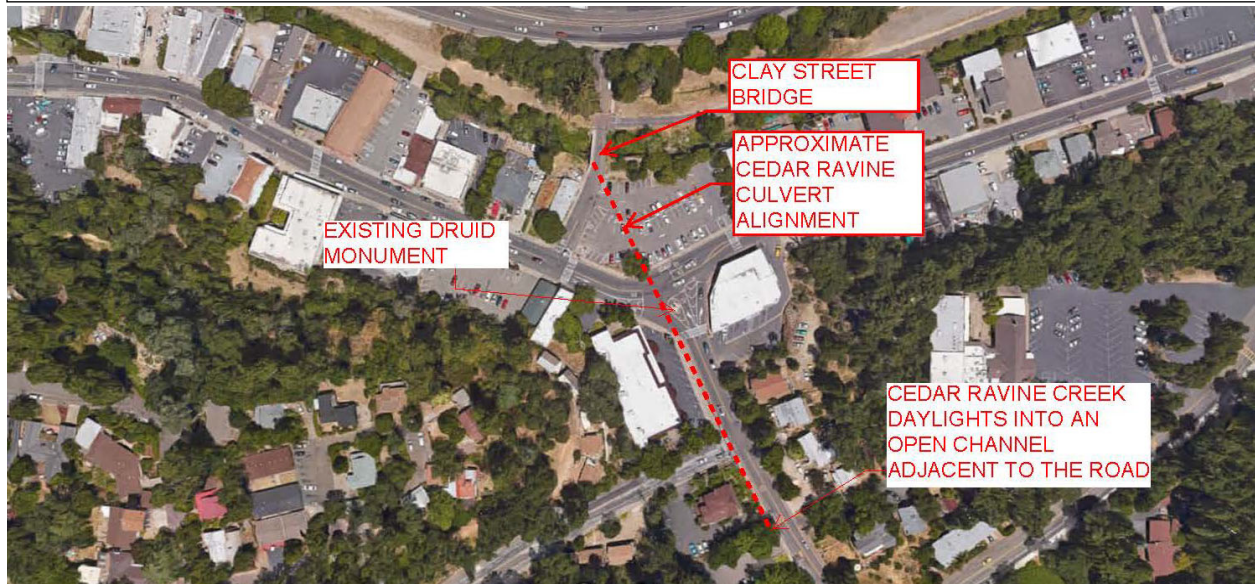 CLAY STREET
BRIDGE
APPROXIMATE
CEDAR RAVINE
CULVERT
ALIGNMENT
EXISTING DRUID
MONUMENT
CEDAR RAVINE CREEK
DAYLIGHTS INTO AN
OPEN CHANNEL
ADJACENT TO THE ROAD